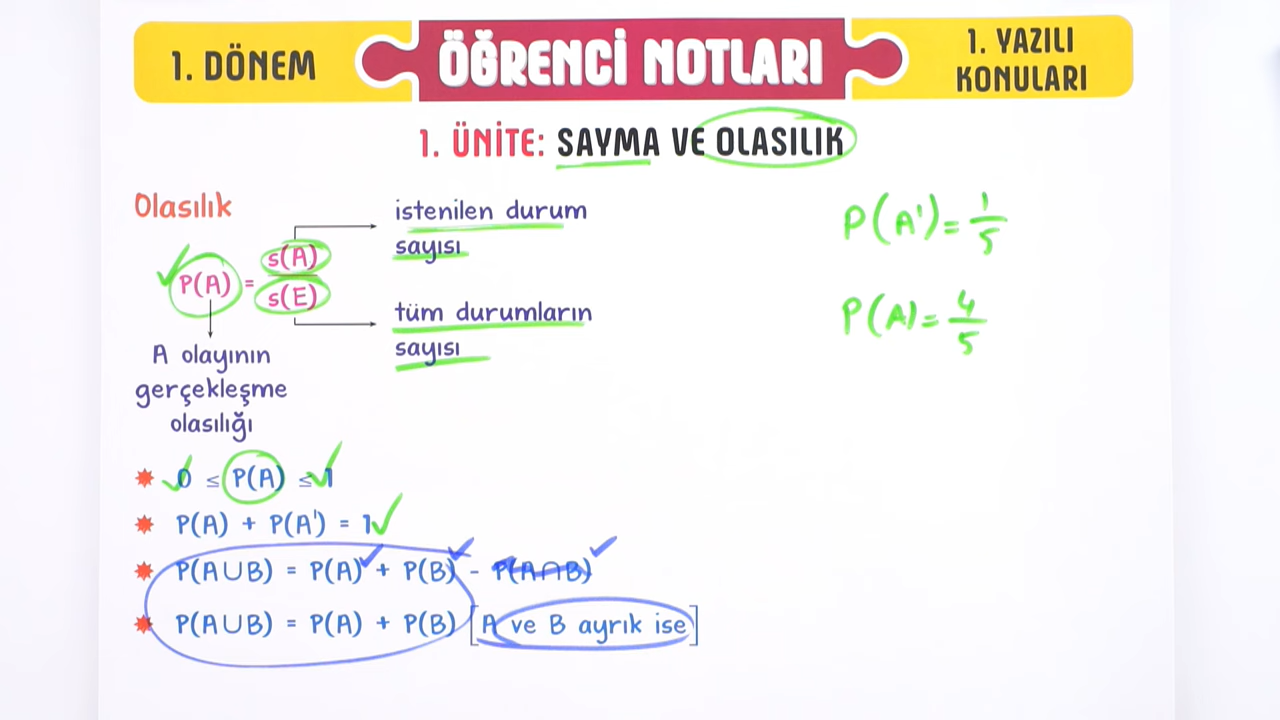 1. DÖNEM
ÖĞRENCİ NOTLARI
1. YAZILI
KONULARI
1. ÜNİTE: SAYMA VE OLASILIK
Olasılık
P(A) = s(A) / s(E)
istenilen durum
sayısı
tüm durumların
sayısı
A olayının
gerçekleşme
olasılığı
0 ≤ P(A) ≤ 1
P(A) + P(A') = 1
P(A∪B) = P(A) + P(B) - P(A∩B)
P(A∪B) = P(A) + P(B) [A ve B ayrık ise]
P(A') = 1/5
P(A) = 4/5